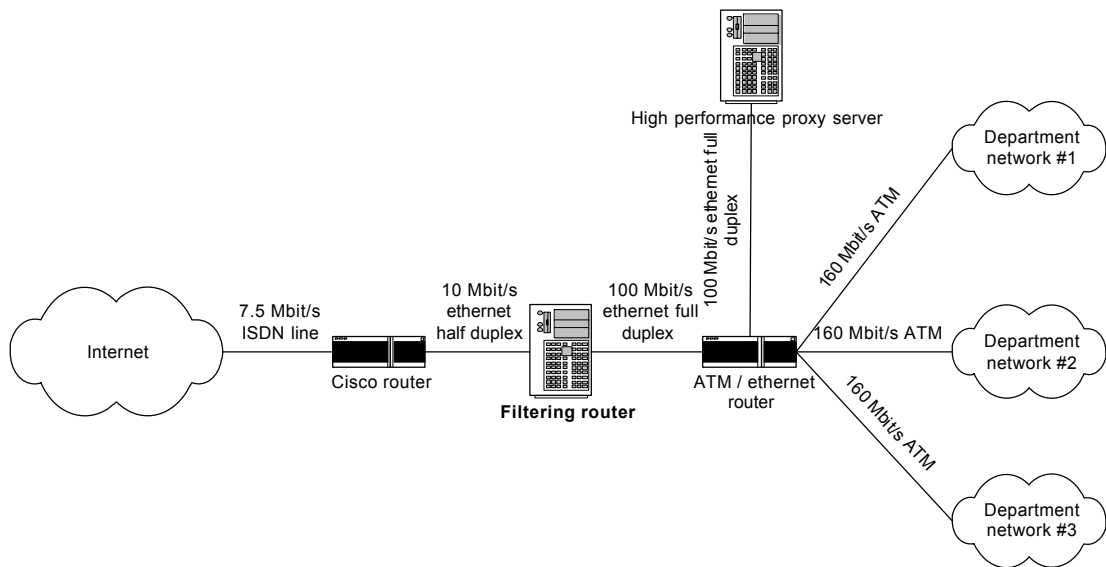 High performance proxy server
100 Mbit/s ethernet full
duplex
Department
network #1
160 Mbit/s ATM
7.5 Mbit/s
ISDN line
10 Mbit/s
ethernet
half duplex
100 Mbit/s
ethernet full
duplex
160 Mbit/s ATM
Internet
Cisco router
Filtering router
ATM / ethernet
router
Department
network #2
160 Mbit/s ATM
Department
network #3